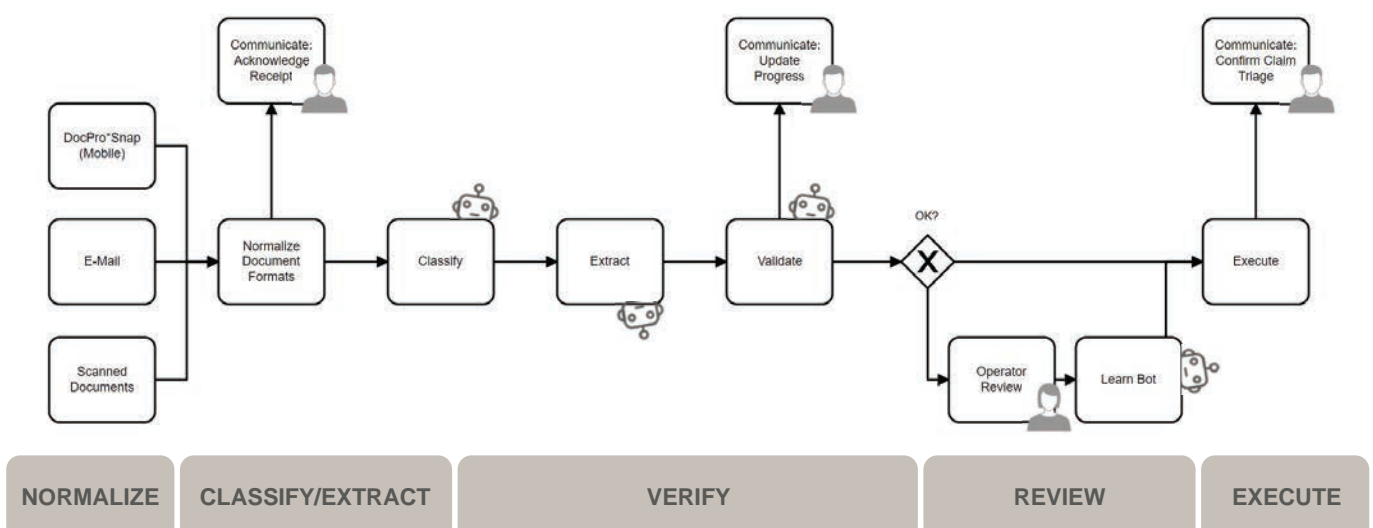 Communicate:
Acknowledge
Receipt
Communicate:
Update
Progress
Communicate:
Confirm Claim
Triage
DocPro*Snap
(Mobile)
E-Mail
Scanned
Documents
Normalize
Document
Formats
Classify
Extract
Validate
OK?
X
Execute
Operator
Review
Learn Bot
NORMALIZE
CLASSIFY/EXTRACT
VERIFY
REVIEW
EXECUTE